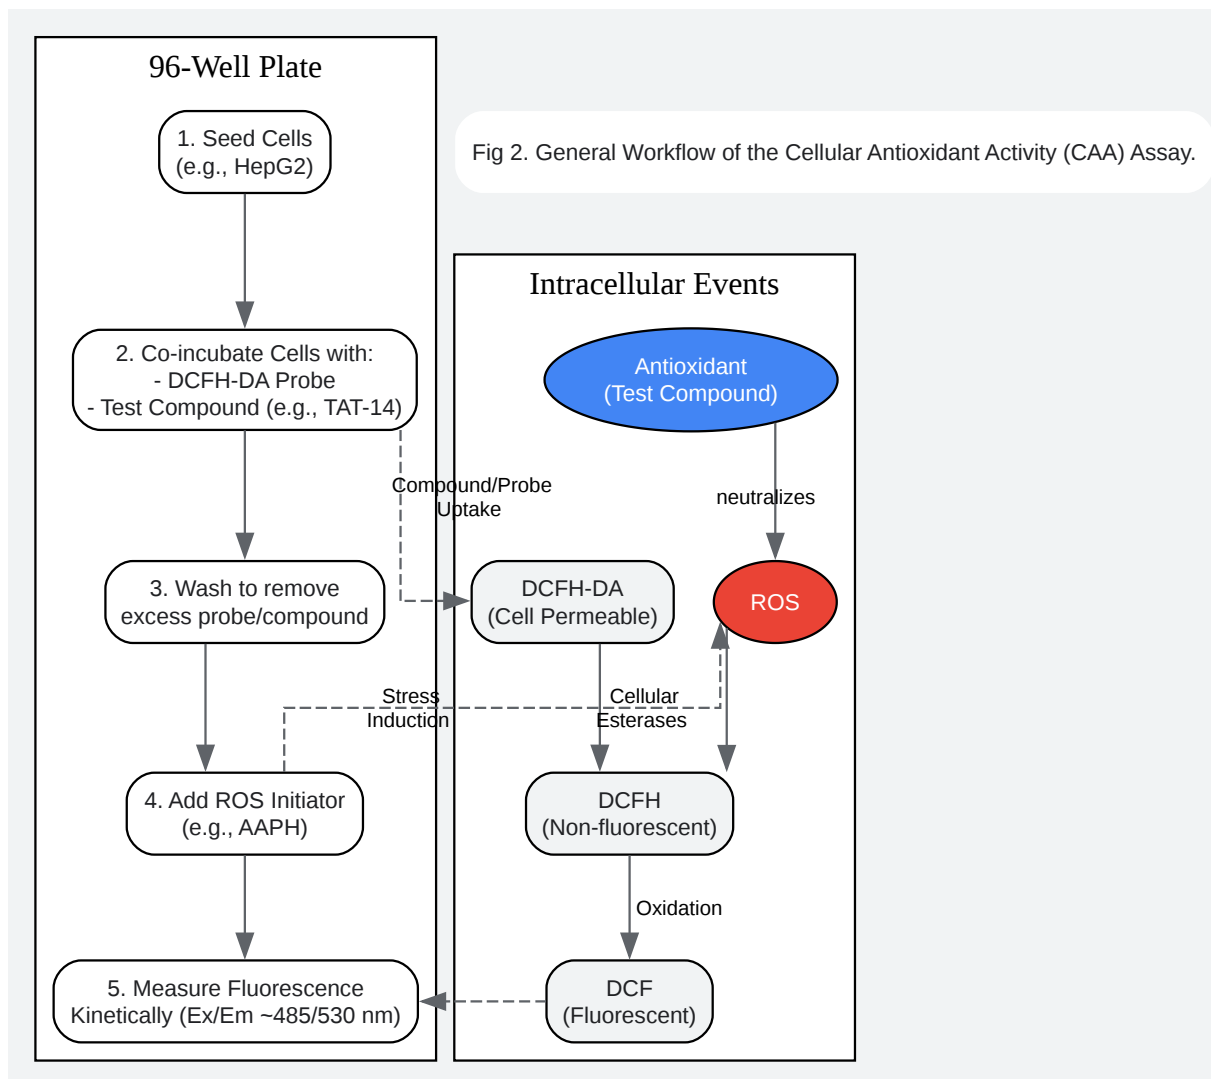 96-Well Plate
1. Seed Cells
(e.g., HepG2)
Fig 2. General Workflow of the Cellular Antioxidant Activity (CAA) Assay.
2. Co-incubate Cells with:
- DCFH-DA Probe
- Test Compound (e.g., TAT-14)
Compound/Probe
Uptake
3. Wash to remove
excess probe/compound
Stress
Induction
4. Add ROS Initiator
(e.g., AAPH)
5. Measure Fluorescence
Kinetically (Ex/Em ~485/530 nm)
Intracellular Events
Antioxidant
(Test Compound)
neutralizes
DCFH-DA
(Cell Permeable)
ROS
Cellular
Esterases
DCFH
(Non-fluorescent)
Oxidation
DCF
(Fluorescent)